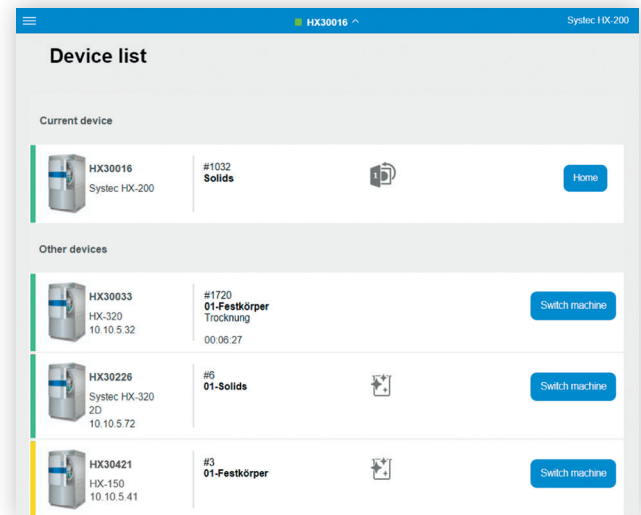 HX30016
Systec HX-200
Device list
Current device
HX30016
Systec HX-200
#1032
Solids
1
Home
Other devices
HX30033
HX-320
10.10.5.32
#1720
01-Festkörper
Trocknung
00:06:27
Switch machine
HX30226
Systec HX-320
2D
10.10.5.72
#6
01-Solids
Switch machine
HX30421
HX-150
10.10.5.41
#3
01-Festkörper
Switch machine